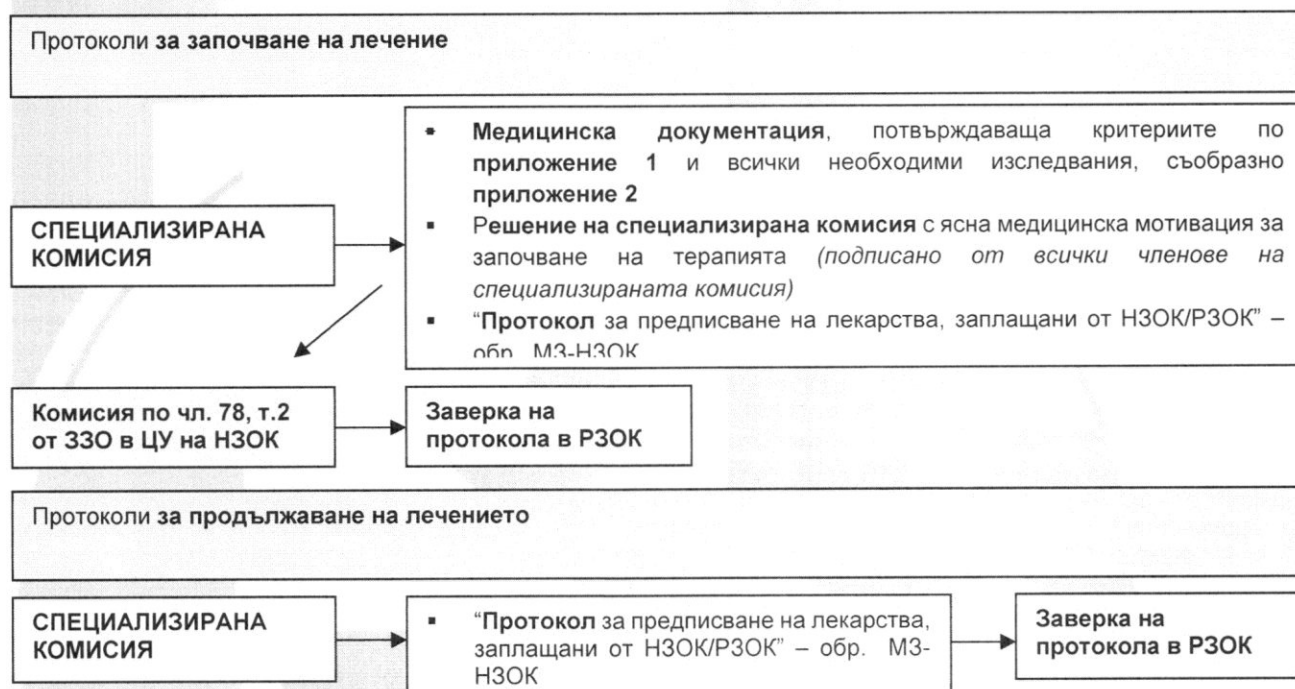 Протоколи за започване на лечение
▪ Медицинска документация, потвърждаваща критериите по
приложение 1 и всички необходими изследвания, съобразно
приложение 2
СПЕЦИАЛИЗИРАНА
КОМИСИЯ
▪ Решение на специализирана комисия с ясна медицинска мотивация за
започване на терапията (подписано от всички членове на
специализираната комисия)
▪ “Протокол за предписване на лекарства, заплащани от НЗОК/РЗОК” –
обр. МЗ-НЗОК
Комисия по чл. 78, т.2
от ЗЗО в ЦУ на НЗОК
Заверка на
протокола в РЗОК
Протоколи за продължаване на лечението
СПЕЦИАЛИЗИРАНА
КОМИСИЯ
▪ “Протокол за предписване на лекарства,
заплащани от НЗОК/РЗОК” – обр. МЗ-
НЗОК
Заверка на
протокола в РЗОК